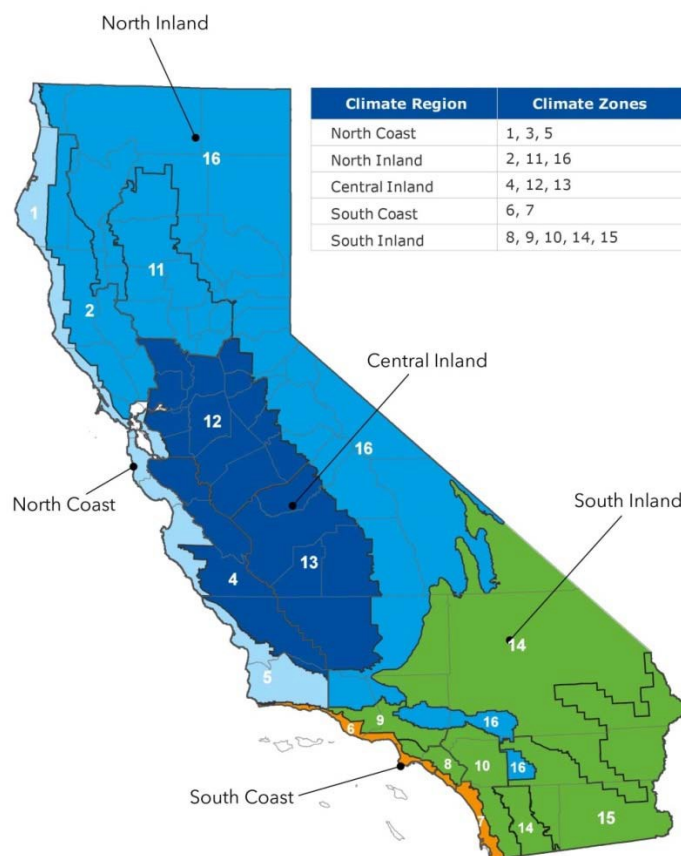 North Inland
Climate Region Climate Zones
North Coast 1, 3, 5
North Inland 2, 11, 16
Central Inland 4, 12, 13
South Coast 6, 7
South Inland 8, 9, 10, 14, 15
16
1
11
2
Central Inland
12
16
North Coast
South Inland
13
4
14
5
9
16
6
8
10
16
South Coast
7
14
15